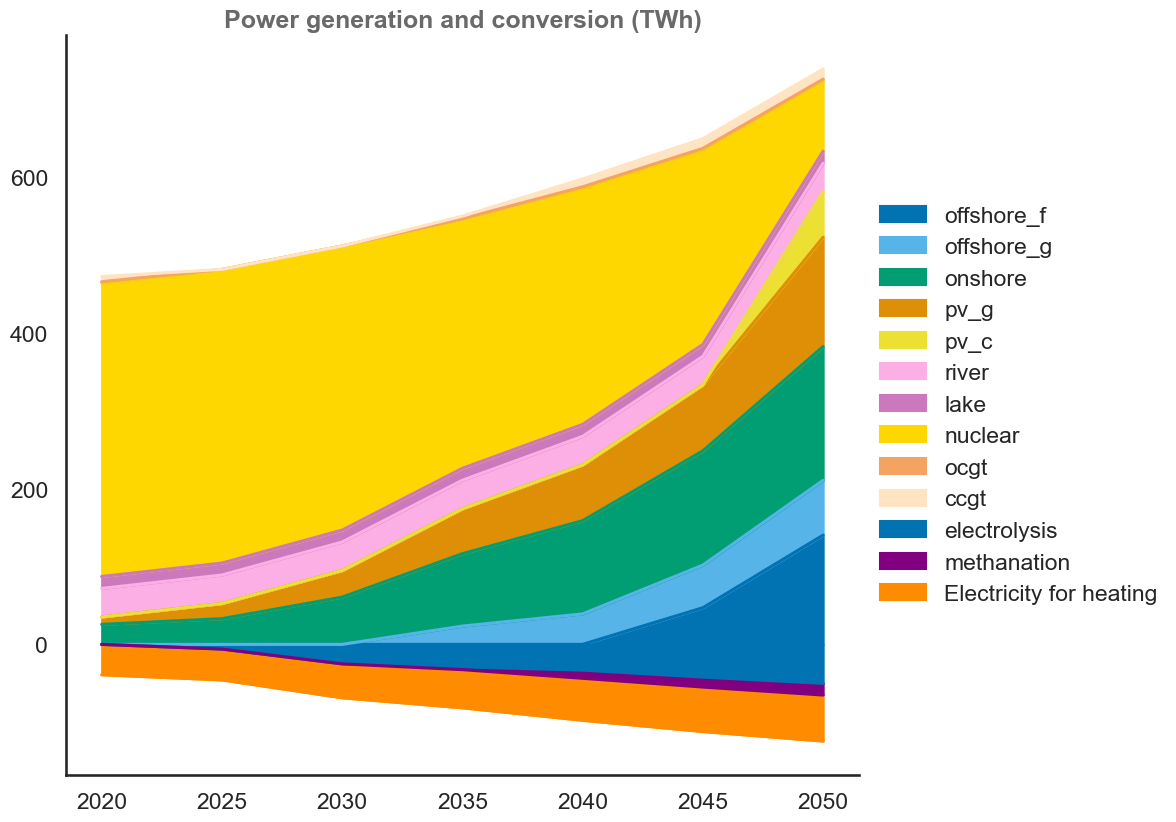 Power generation and conversion (TWh)
600
400
200
0
2020 2025 2030 2035 2040 2045 2050
offshore_f
offshore_g
onshore
pv_g
pv_c
river
lake
nuclear
ocgt
ccgt
electrolysis
methanation
Electricity for heating